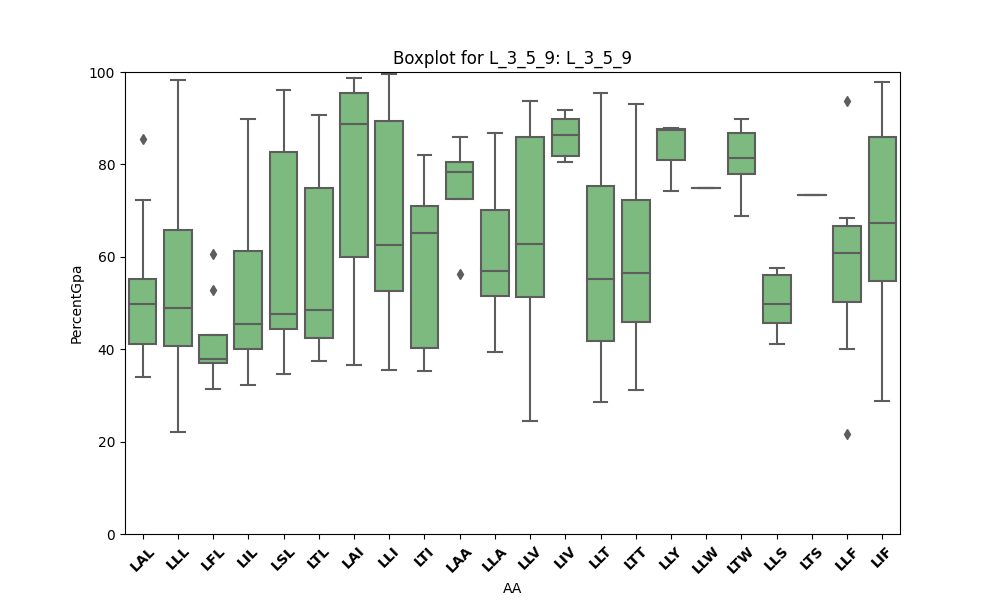 Boxplot for L_3_5_9: L_3_5_9
PercentGpa
100
80
60
40
20
0
LAL LLL LFL LIL LSL LTL LAI LLI LTI LAA LLA LLV LIV LLT LTT LLY LLW LTW LLS LTS LLF LIF
AA